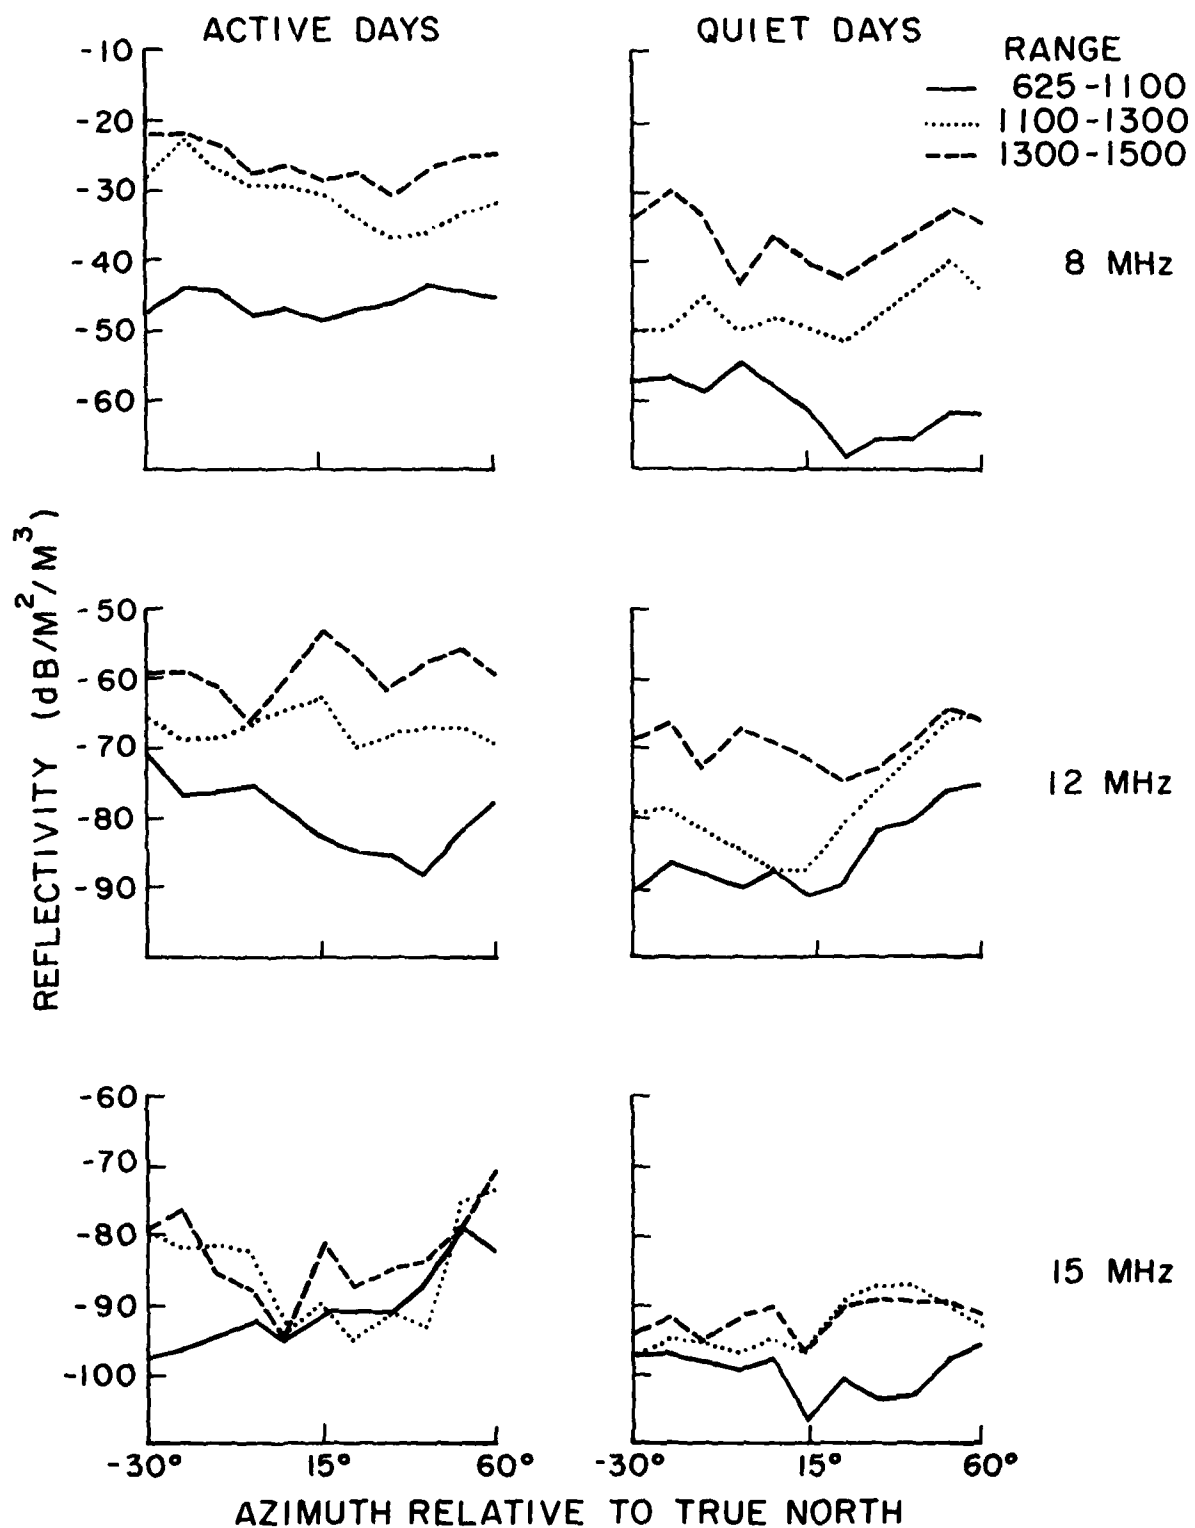 ACTIVE DAYS
QUIET DAYS
RANGE
625-1100
1100-1300
1300-1500
-10
-20
-30
-40
-50
-60
8 MHz
REFLECTIVITY (dB/M²/M³)
-50
-60
-70
-80
-90
12 MHz
-60
-70
-80
-90
-100
15 MHz
-30° 15° 60°
-30° 15° 60°
AZIMUTH RELATIVE TO TRUE NORTH